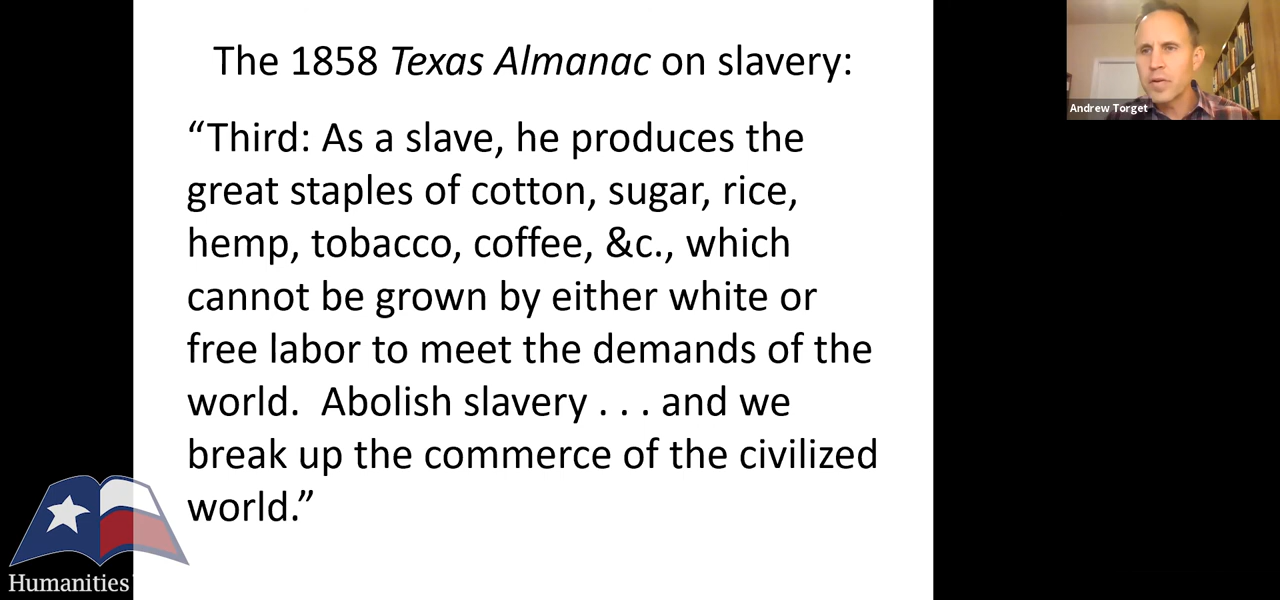 The 1858 Texas Almanac on slavery:
“Third: As a slave, he produces the
great staples of cotton, sugar, rice,
hemp, tobacco, coffee, &c., which
cannot be grown by either white or
free labor to meet the demands of the
world.  Abolish slavery . . . and we
break up the commerce of the civilized
world.”
Andrew Torget
Humanities